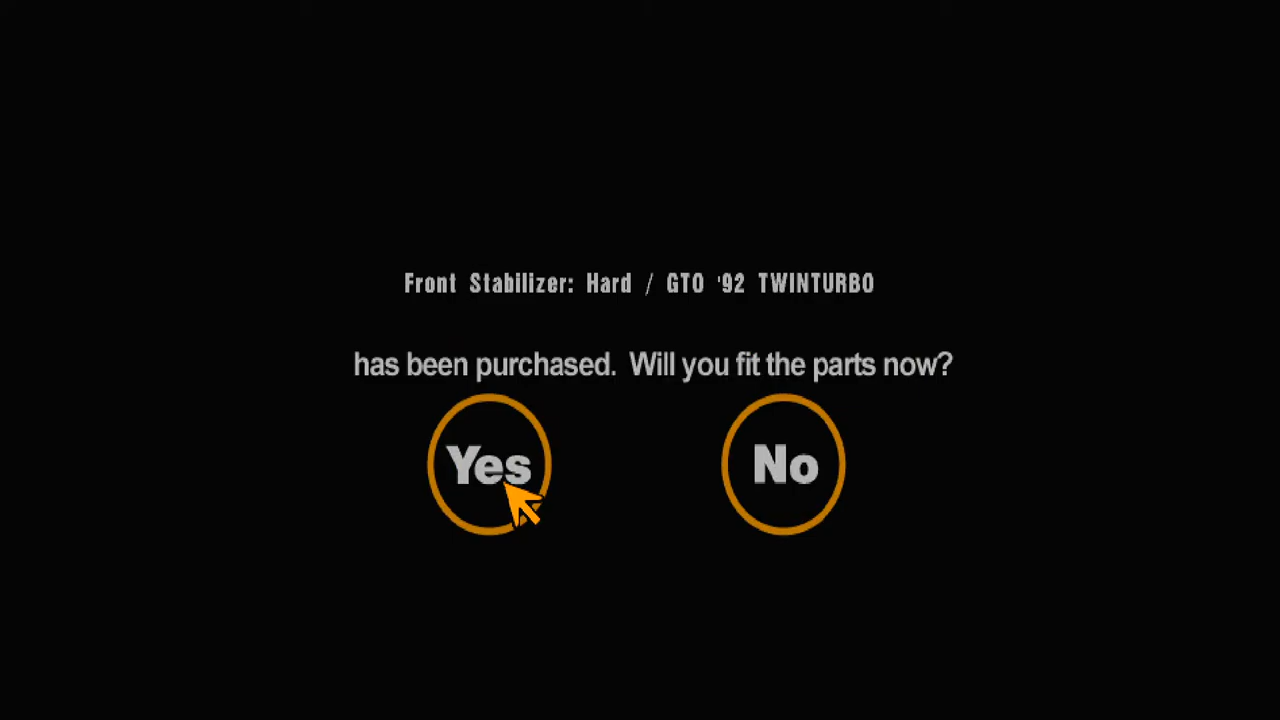 Front Stabilizer: Hard / GTO '92 TWINTURBO
has been purchased. Will you fit the parts now?
Yes No